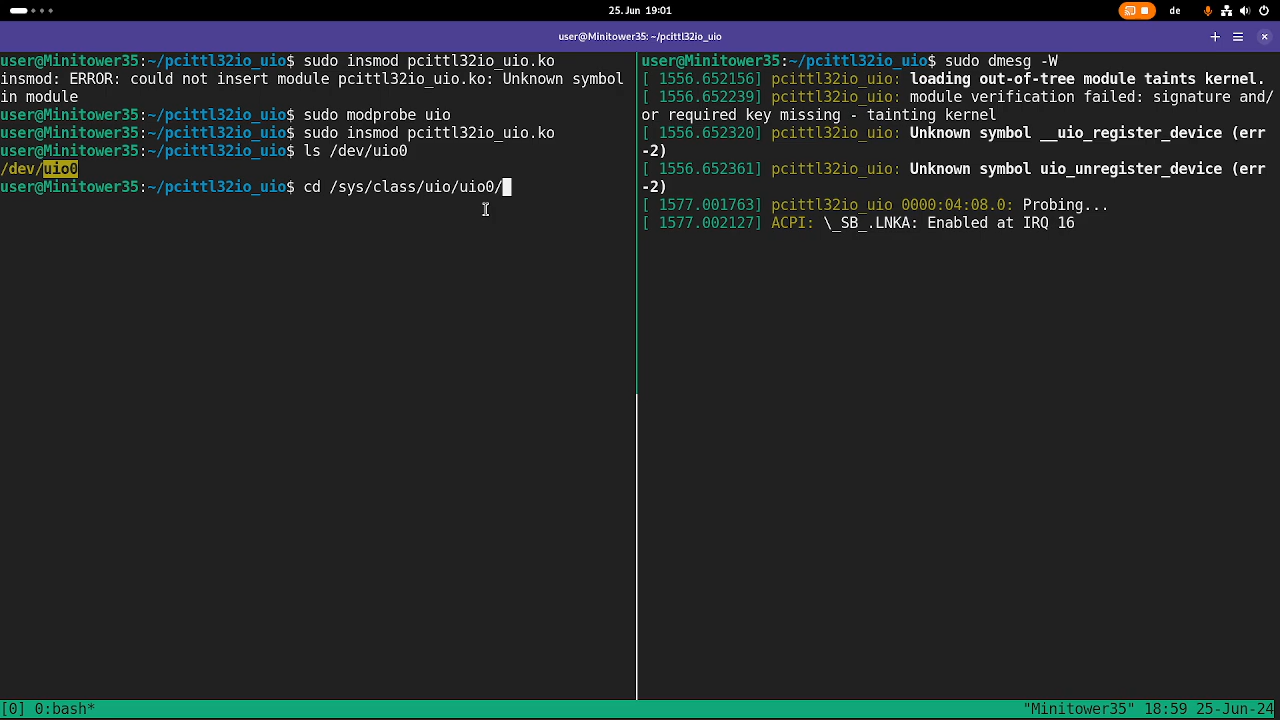 25. Jun 19:01
de
user@Minitower35: ~/pcittl32io_uio
user@Minitower35:~/pcittl32io_uio$ sudo insmod pcittl32io_uio.ko
insmod: ERROR: could not insert module pcittl32io_uio.ko: Unknown symbol
in module
user@Minitower35:~/pcittl32io_uio$ sudo modprobe uio
user@Minitower35:~/pcittl32io_uio$ sudo insmod pcittl32io_uio.ko
user@Minitower35:~/pcittl32io_uio$ ls /dev/uio0
/dev/uio0
user@Minitower35:~/pcittl32io_uio$ cd /sys/class/uio/uio0/
user@Minitower35:~/pcittl32io_uio$ sudo dmesg -W
[ 1556.652156] pcittl32io_uio: loading out-of-tree module taints kernel.
[ 1556.652239] pcittl32io_uio: module verification failed: signature and/
or required key missing - tainting kernel
[ 1556.652320] pcittl32io_uio: Unknown symbol __uio_register_device (err
-2)
[ 1556.652361] pcittl32io_uio: Unknown symbol uio_unregister_device (err
-2)
[ 1577.001763] pcittl32io_uio 0000:04:08.0: Probing...
[ 1577.002127] ACPI: \_SB_.LNKA: Enabled at IRQ 16
[0] 0:bash*
"Minitower35" 18:59 25-Jun-24